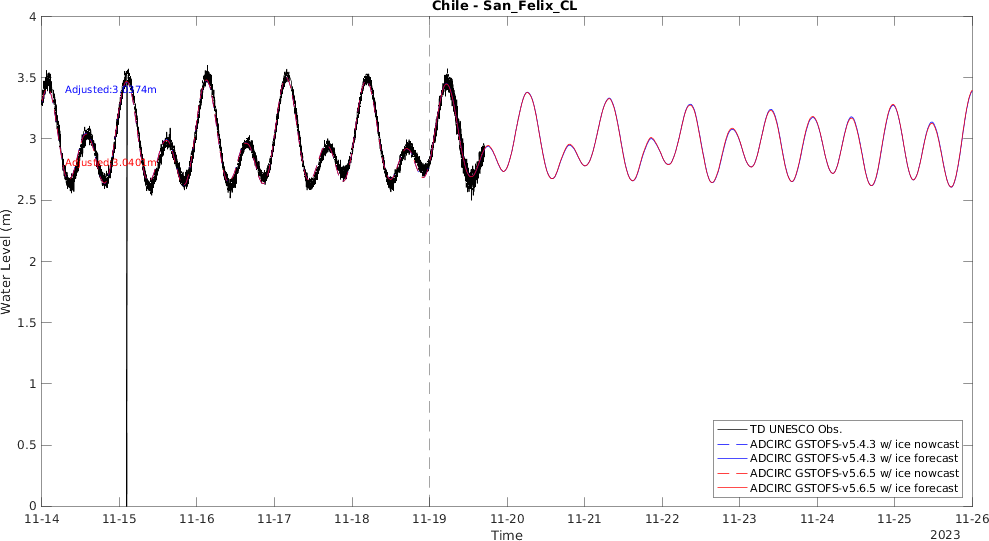 Chile - San_Felix_CL
Water Level (m)
4
3.5
3
2.5
2
1.5
1
0.5
0
Adjusted:3.0374m
Adjusted:3.0401m
TD UNESCO Obs.
ADCIRC GSTOFS-v5.4.3 w/ ice nowcast
ADCIRC GSTOFS-v5.4.3 w/ ice forecast
ADCIRC GSTOFS-v5.6.5 w/ ice nowcast
ADCIRC GSTOFS-v5.6.5 w/ ice forecast
11-14 11-15 11-16 11-17 11-18 11-19 11-20 11-21 11-22 11-23 11-24 11-25 11-26
Time
2023